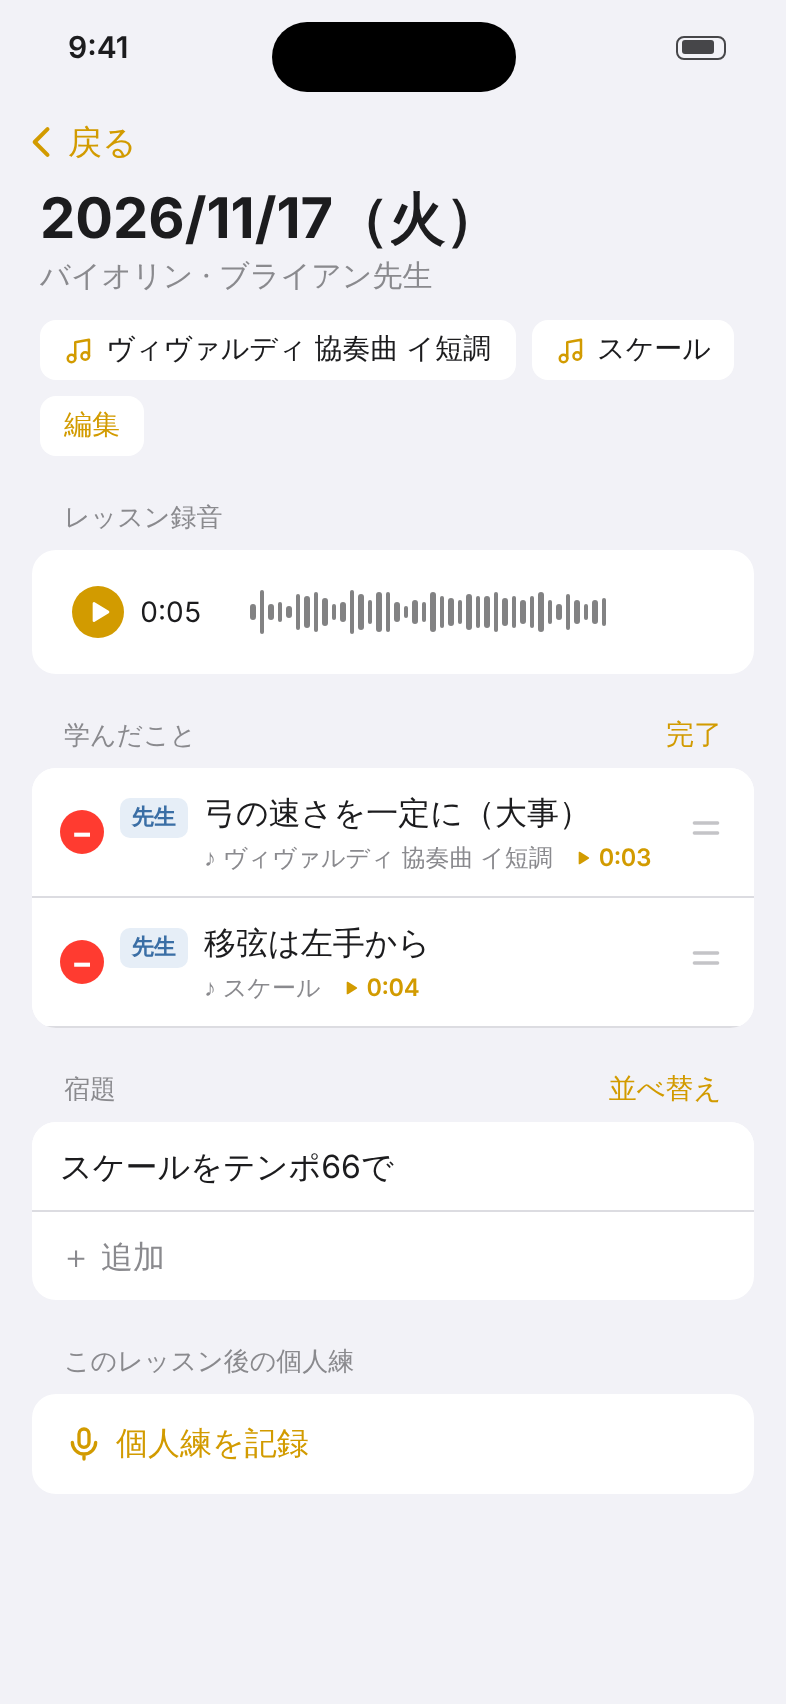 9:41
戻る
2026/11/17（火）
バイオリン · ブライアン先生
ヴィヴァルディ 協奏曲 イ短調
スケール
編集
レッスン録音
0:05
学んだこと
完了
先生 弓の速さを一定に（大事）
♪ ヴィヴァルディ 協奏曲 イ短調 0:03
先生 移弦は左手から
♪ スケール 0:04
宿題
並べ替え
スケールをテンポ66で
＋ 追加
このレッスン後の個人練
個人練を記録